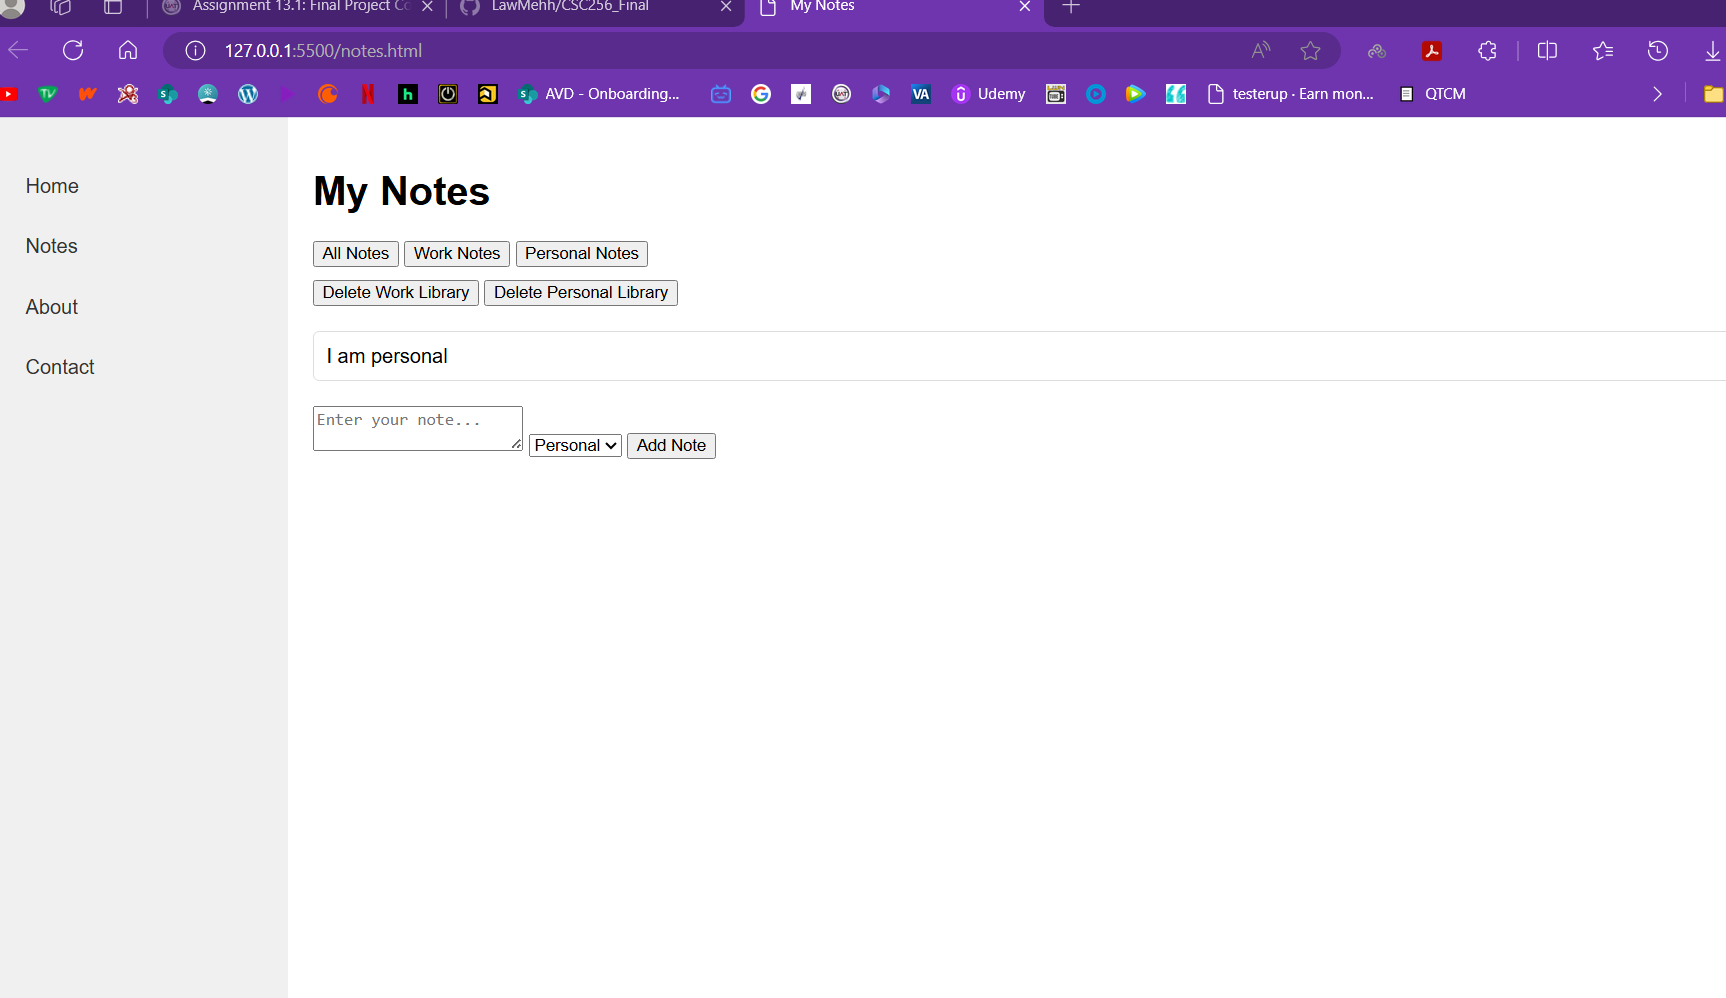 Assignment 13.1: Final Project Co
LawMehh/CSC256_Final
My Notes
127.0.0.1:5500/notes.html
AVD - Onboarding...
VA
Udemy
testerup · Earn mon...
QTCM
Home
Notes
About
Contact
My Notes
All Notes Work Notes Personal Notes
Delete Work Library Delete Personal Library
I am personal
Enter your note... Personal Add Note